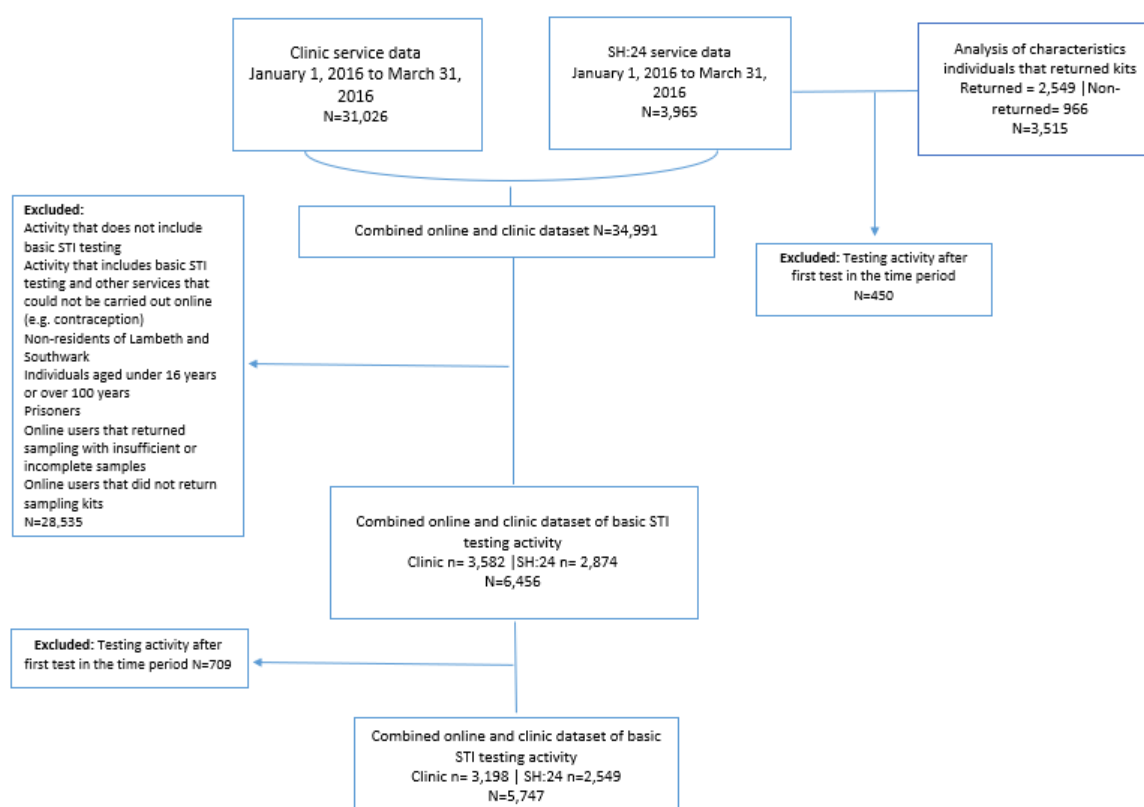 Clinic service data
January 1, 2016 to March 31,
2016
N=31,026
SH:24 service data
January 1, 2016 to March 31,
2016
N=3,965
Analysis of characteristics
individuals that returned kits
Returned = 2,549 |Non-
returned= 966
N=3,515
Excluded:
Activity that does not include
basic STI testing
Activity that includes basic STI
testing and other services that
could not be carried out online
(e.g. contraception)
Non-residents of Lambeth and
Southwark
Individuals aged under 16 years
or over 100 years
Prisoners
Online users that returned
sampling with insufficient or
incomplete samples
Online users that did not return
sampling kits
N=28,535
Combined online and clinic dataset N=34,991
Excluded: Testing activity after
first test in the time period
N=450
Combined online and clinic dataset of basic STI
testing activity
Clinic n= 3,582 |SH:24 n= 2,874
N=6,456
Excluded: Testing activity after
first test in the time period N=709
Combined online and clinic dataset of basic
STI testing activity
Clinic n= 3,198 | SH:24 n=2,549
N=5,747